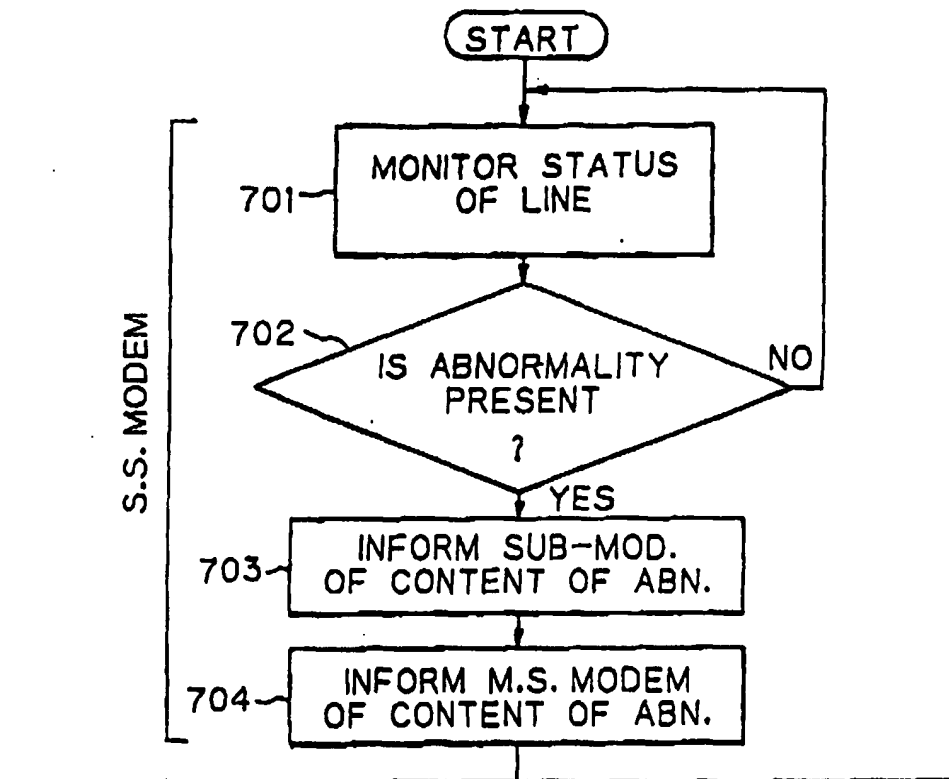 START
MONITOR STATUS
OF LINE
701
702
IS ABNORMALITY
PRESENT
?
NO
YES
S.S. MODEM
INFORM SUB-MOD.
OF CONTENT OF ABN.
703
INFORM M.S. MODEM
OF CONTENT OF ABN.
704